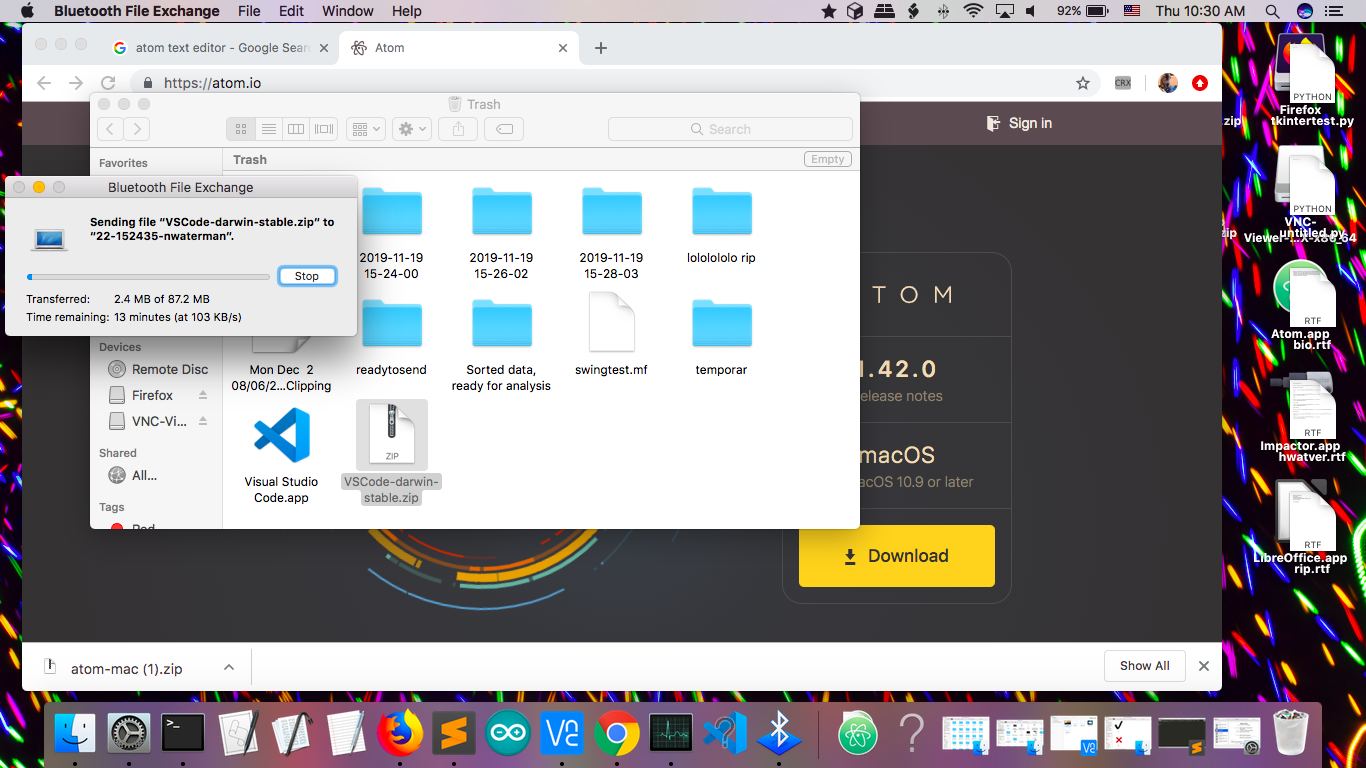 Bluetooth File Exchange File Edit Window Help 92% Thu 10:30 AM
atom text editor - Google Sear
Atom
https://atom.io
CRX
Trash
Search
Sign in
Favorites
Trash
Empty
Bluetooth File Exchange
Sending file “VSCode-darwin-stable.zip” to
“22-152435-nwaterman”.
Stop
Transferred: 2.4 MB of 87.2 MB
Time remaining: 13 minutes (at 103 KB/s)
2019-11-19
15-24-00
2019-11-19
15-26-02
2019-11-19
15-28-03
lololololo rip
Devices
Remote Disc
Firefox
VNC-Vi...
Shared
All...
Tags
Red
Mon Dec 2
08/06/2...Clipping
readytosend
Sorted data,
ready for analysis
swingtest.mf
temporar
Visual Studio
Code.app
ZIP
VSCode-darwin-
stable.zip
TOM
1.42.0
elease notes
macOS
acOS 10.9 or later
Download
PYTHON
Firefox
tkintertest.py
zip
PYTHON
VNC-
untitled.py
Viewer-...X-x86_64
zip
RTF
Atom.app
bio.rtf
RTF
Impactor.app
hwatver.rtf
RTF
LibreOffice.app
rip.rtf
atom-mac (1).zip
Show All